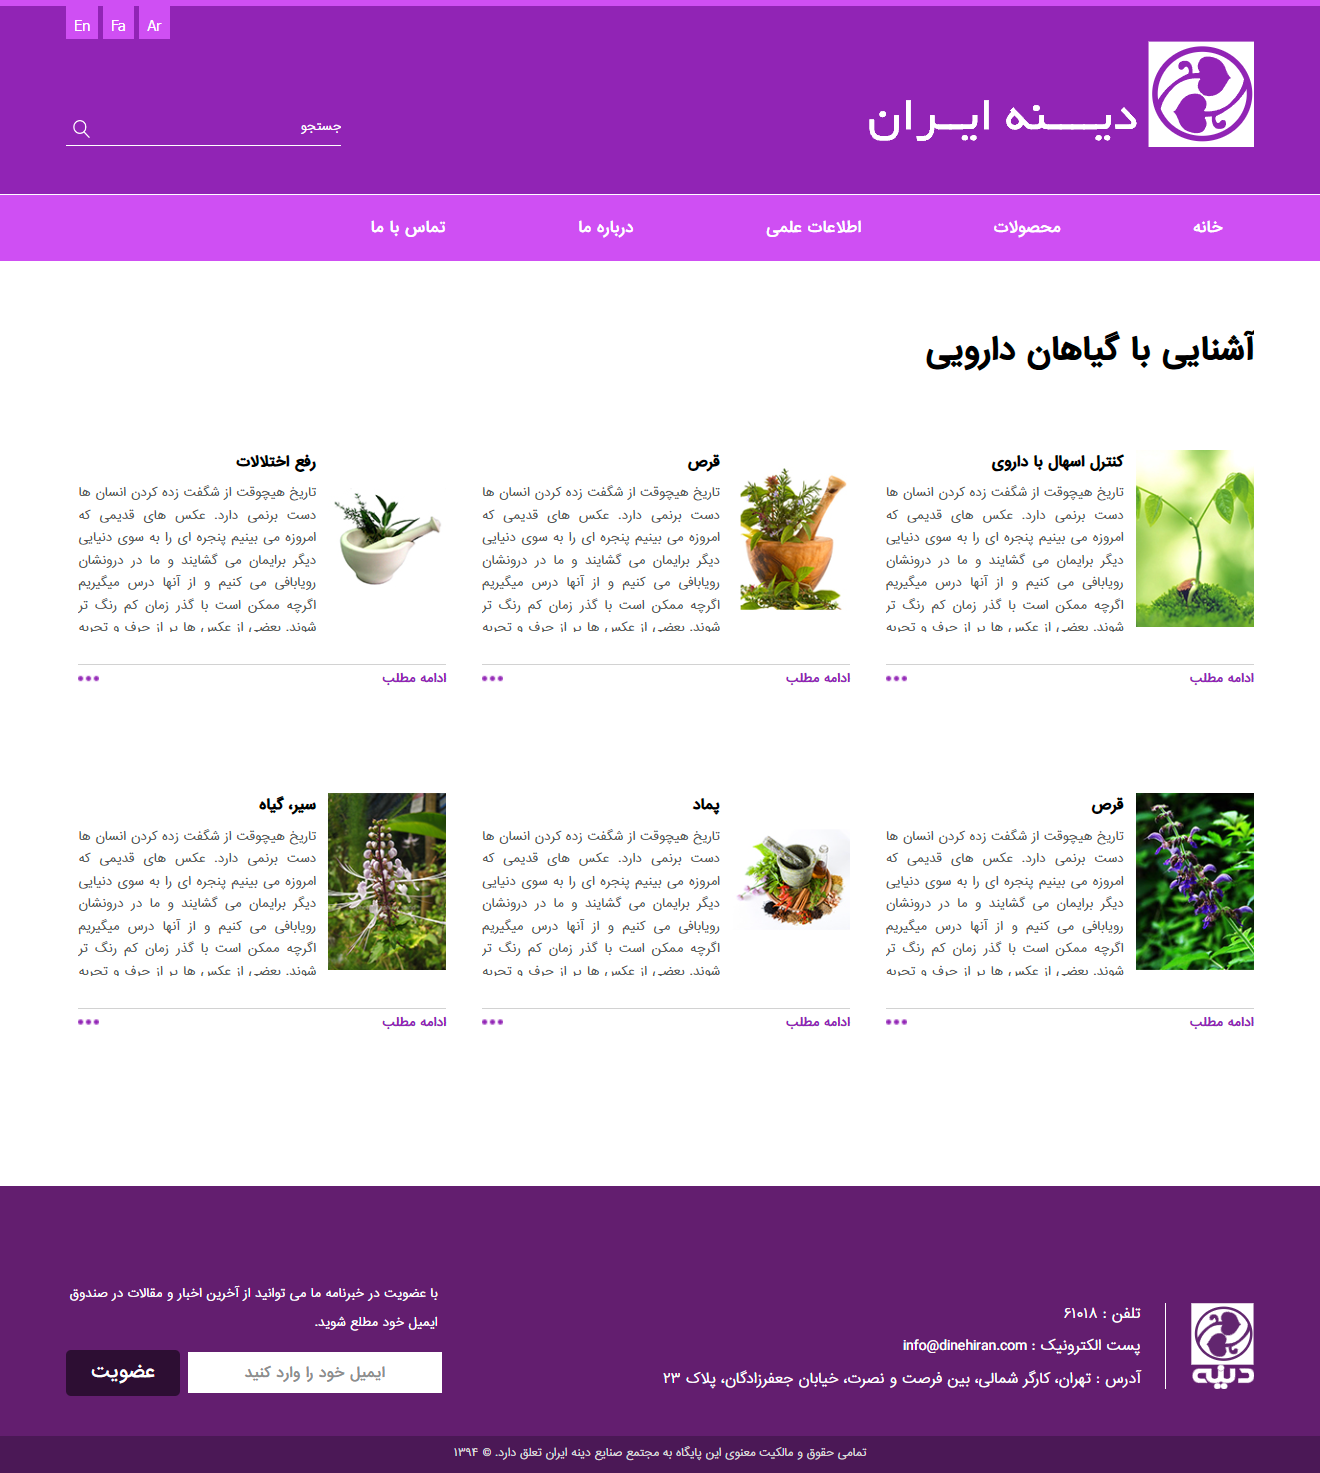 En Fa Ar
دیـنه ایـران
جستجو
خانه
محصولات
اطلاعات علمی
درباره ما
تماس با ما
آشنایی با گیاهان دارویی
کنترل اسهال با داروی
تاریخ هیچوقت از شگفت زده کردن انسان ها
دست برنمی دارد. عکس های قدیمی که
امروزه می بینیم پنجره ای را به سوی دنیایی
دیگر برایمان می گشایند و ما در درونشان
رویابافی می کنیم و از آنها درس میگیریم
اگرچه ممکن است با گذر زمان کم رنگ تر
شوند. بعضی از عکس ها پر از حرف و تجربه
ادامه مطلب
قرص
تاریخ هیچوقت از شگفت زده کردن انسان ها
دست برنمی دارد. عکس های قدیمی که
امروزه می بینیم پنجره ای را به سوی دنیایی
دیگر برایمان می گشایند و ما در درونشان
رویابافی می کنیم و از آنها درس میگیریم
اگرچه ممکن است با گذر زمان کم رنگ تر
شوند. بعضی از عکس ها پر از حرف و تجربه
ادامه مطلب
رفع اختلالات
تاریخ هیچوقت از شگفت زده کردن انسان ها
دست برنمی دارد. عکس های قدیمی که
امروزه می بینیم پنجره ای را به سوی دنیایی
دیگر برایمان می گشایند و ما در درونشان
رویابافی می کنیم و از آنها درس میگیریم
اگرچه ممکن است با گذر زمان کم رنگ تر
شوند. بعضی از عکس ها پر از حرف و تجربه
ادامه مطلب
قرص
تاریخ هیچوقت از شگفت زده کردن انسان ها
دست برنمی دارد. عکس های قدیمی که
امروزه می بینیم پنجره ای را به سوی دنیایی
دیگر برایمان می گشایند و ما در درونشان
رویابافی می کنیم و از آنها درس میگیریم
اگرچه ممکن است با گذر زمان کم رنگ تر
شوند. بعضی از عکس ها پر از حرف و تجربه
ادامه مطلب
پماد
تاریخ هیچوقت از شگفت زده کردن انسان ها
دست برنمی دارد. عکس های قدیمی که
امروزه می بینیم پنجره ای را به سوی دنیایی
دیگر برایمان می گشایند و ما در درونشان
رویابافی می کنیم و از آنها درس میگیریم
اگرچه ممکن است با گذر زمان کم رنگ تر
شوند. بعضی از عکس ها پر از حرف و تجربه
ادامه مطلب
سیر، گیاه
تاریخ هیچوقت از شگفت زده کردن انسان ها
دست برنمی دارد. عکس های قدیمی که
امروزه می بینیم پنجره ای را به سوی دنیایی
دیگر برایمان می گشایند و ما در درونشان
رویابافی می کنیم و از آنها درس میگیریم
اگرچه ممکن است با گذر زمان کم رنگ تر
شوند. بعضی از عکس ها پر از حرف و تجربه
ادامه مطلب
دینه
تلفن : ۶۱۰۱۸
پست الکترونیک : info@dinehiran.com
آدرس : تهران، کارگر شمالی، بین فرصت و نصرت، خیابان جعفرزادگان، پلاک ۲۳
با عضویت در خبرنامه ما می توانید از آخرین اخبار و مقالات در صندوق
ایمیل خود مطلع شوید.
ایمیل خود را وارد کنید
عضویت
تمامی حقوق و مالکیت معنوی این پایگاه به مجتمع صنایع دینه ایران تعلق دارد. © ۱۳۹۴